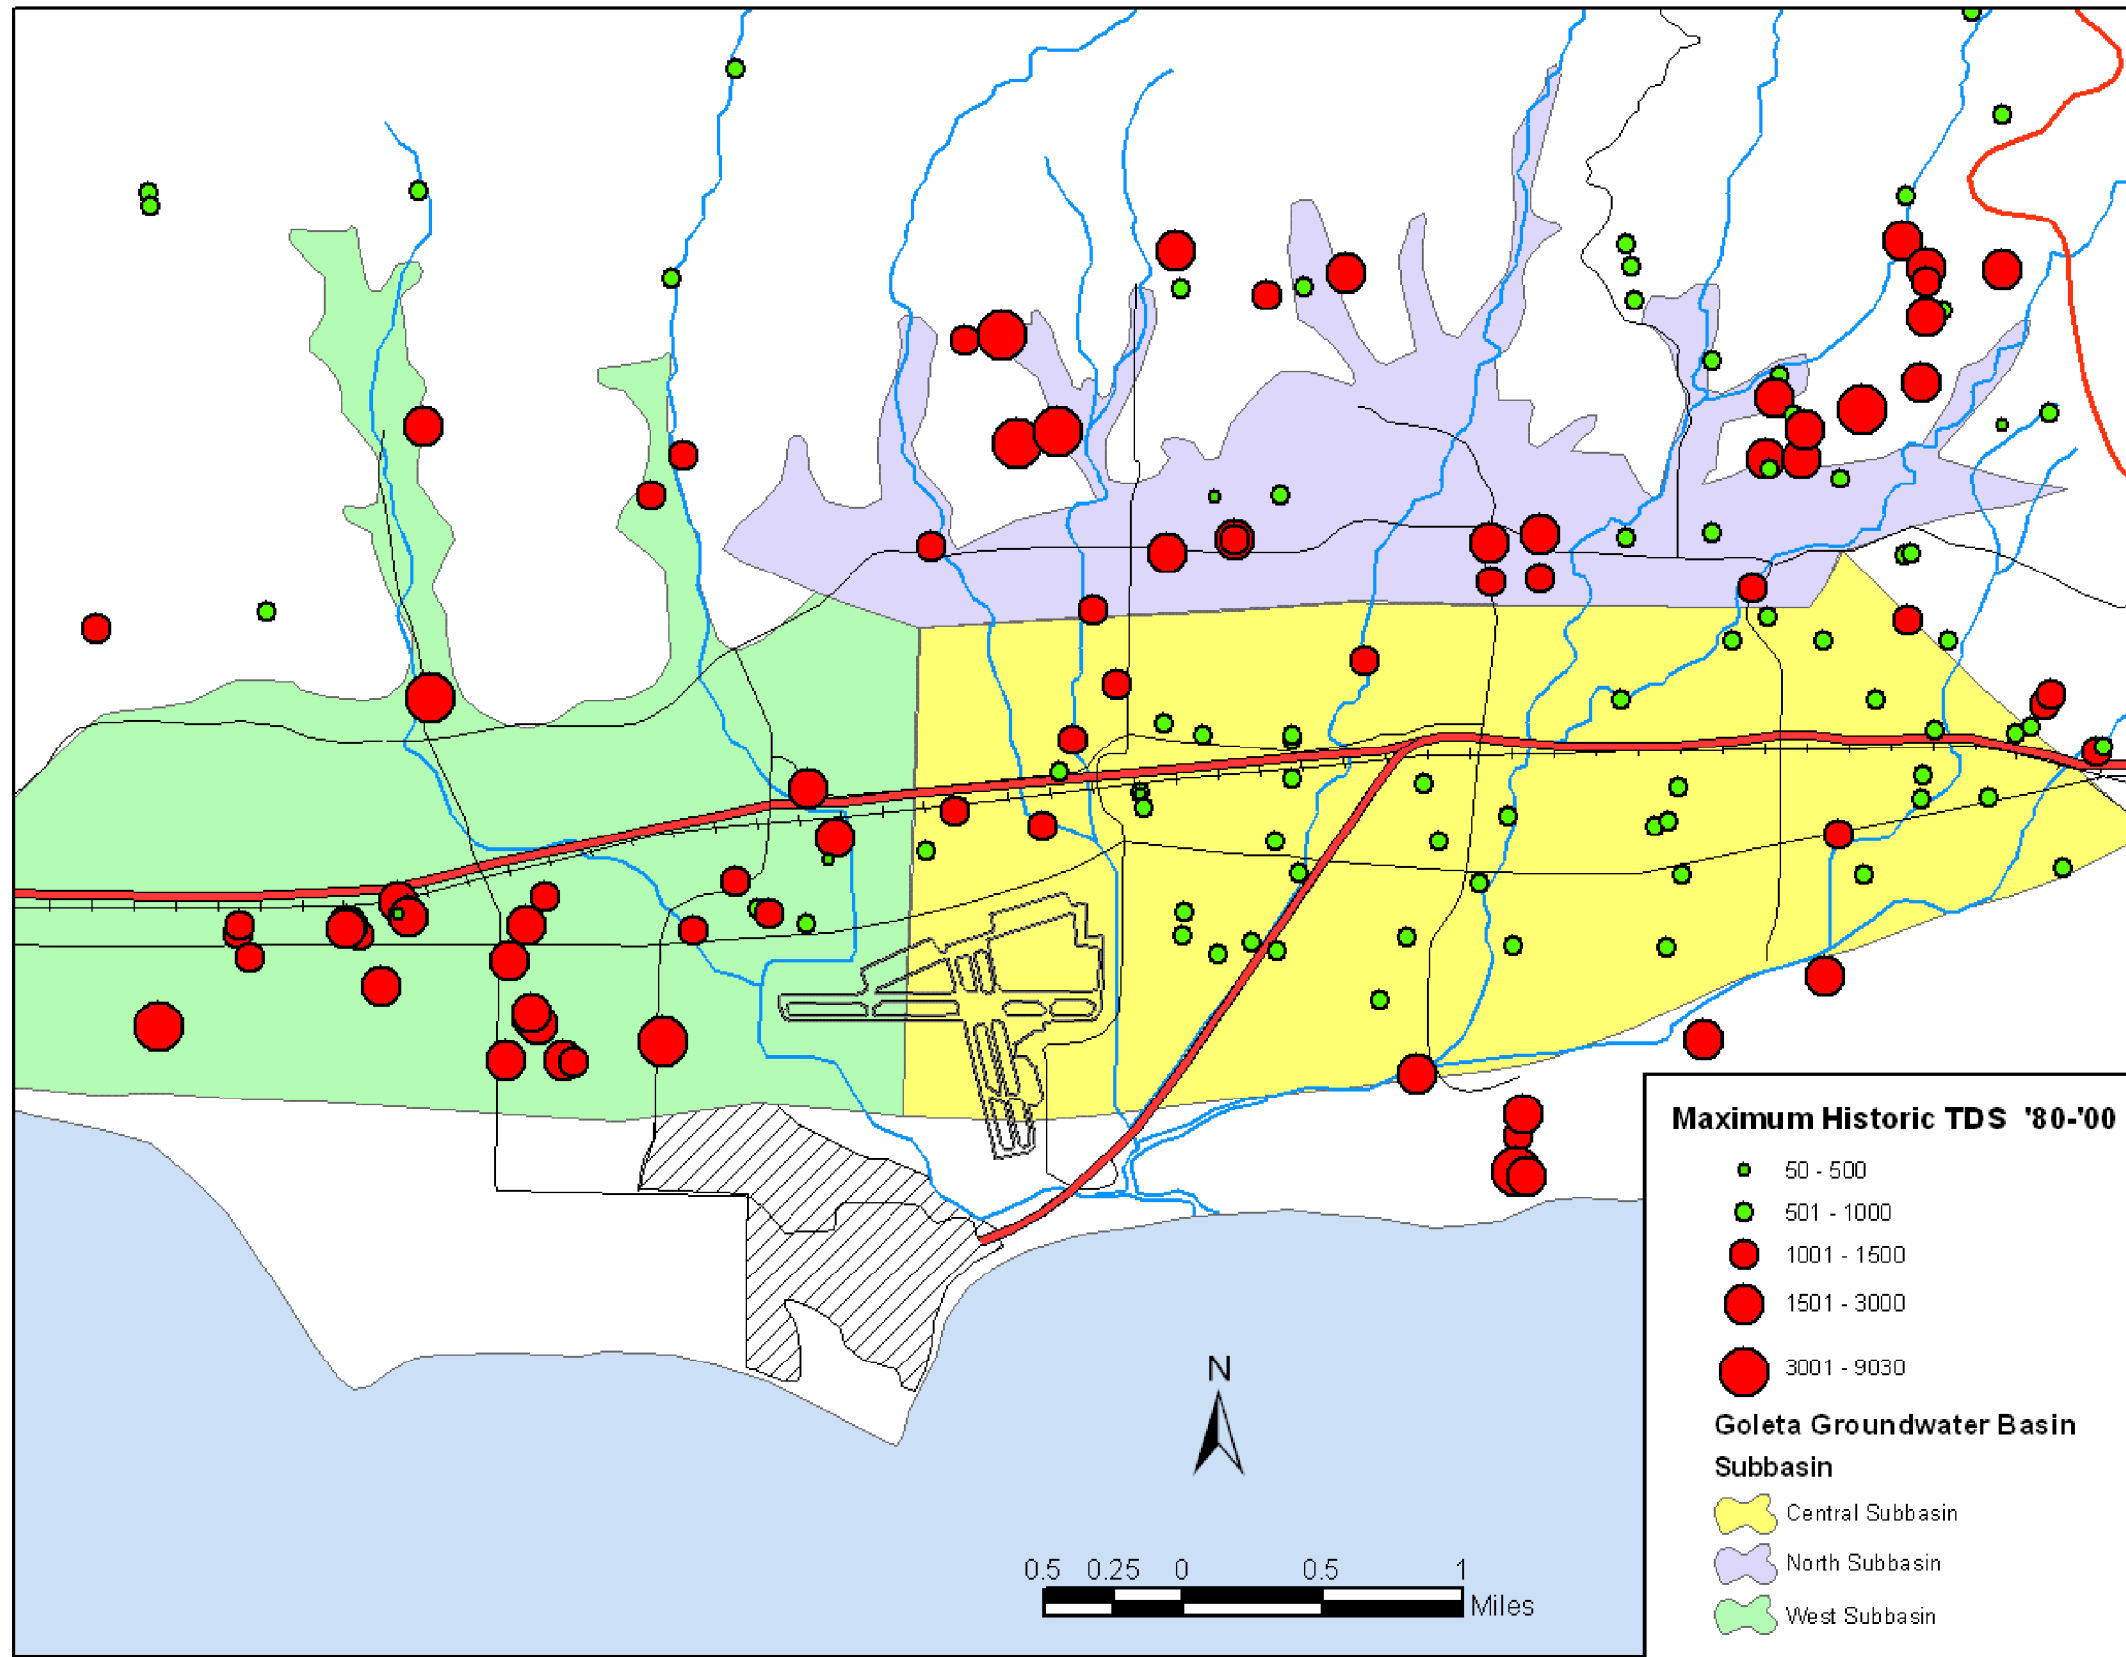 Maximum Historic TDS '80-'00
50 - 500
501 - 1000
1001 - 1500
1501 - 3000
3001 - 9030
Goleta Groundwater Basin
Subbasin
Central Subbasin
North Subbasin
West Subbasin
N
0.5 0.25 0 0.5 1
Miles